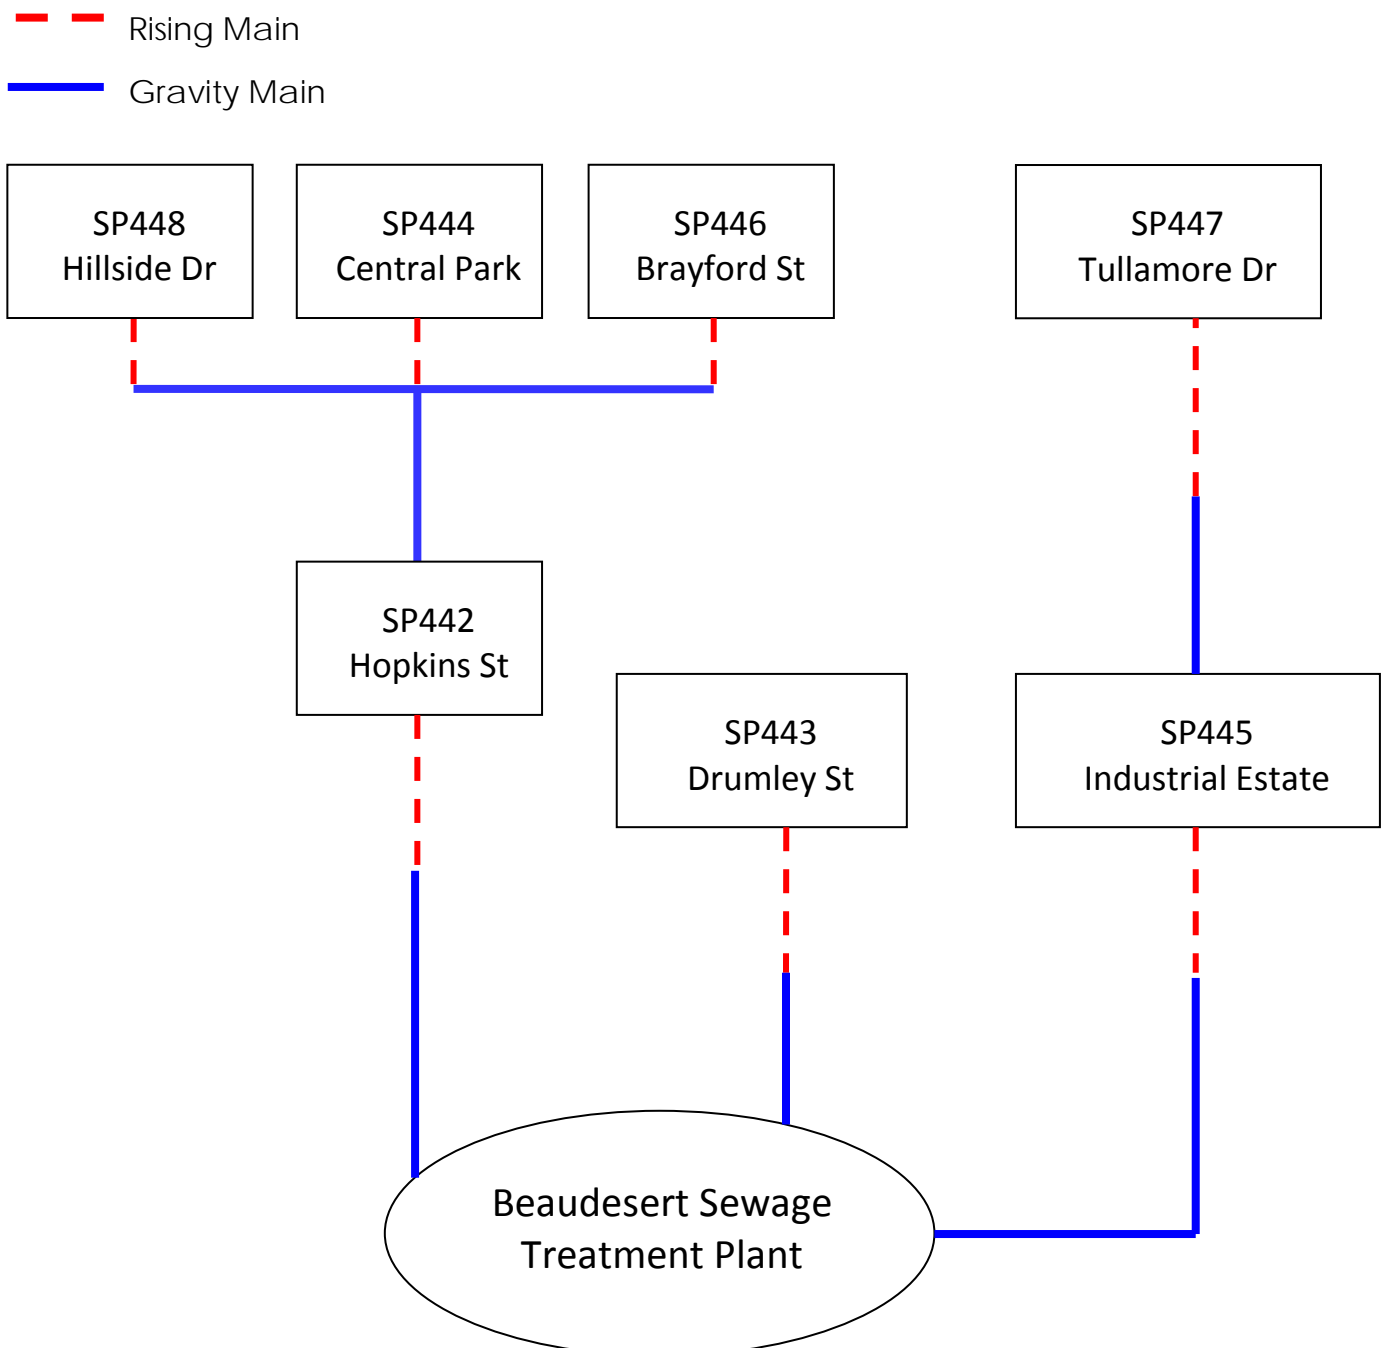 Rising Main
Gravity Main
SP448
Hillside Dr
SP444
Central Park
SP446
Brayford St
SP447
Tullamore Dr
SP442
Hopkins St
SP443
Drumley St
SP445
Industrial Estate
Beaudesert Sewage
Treatment Plant